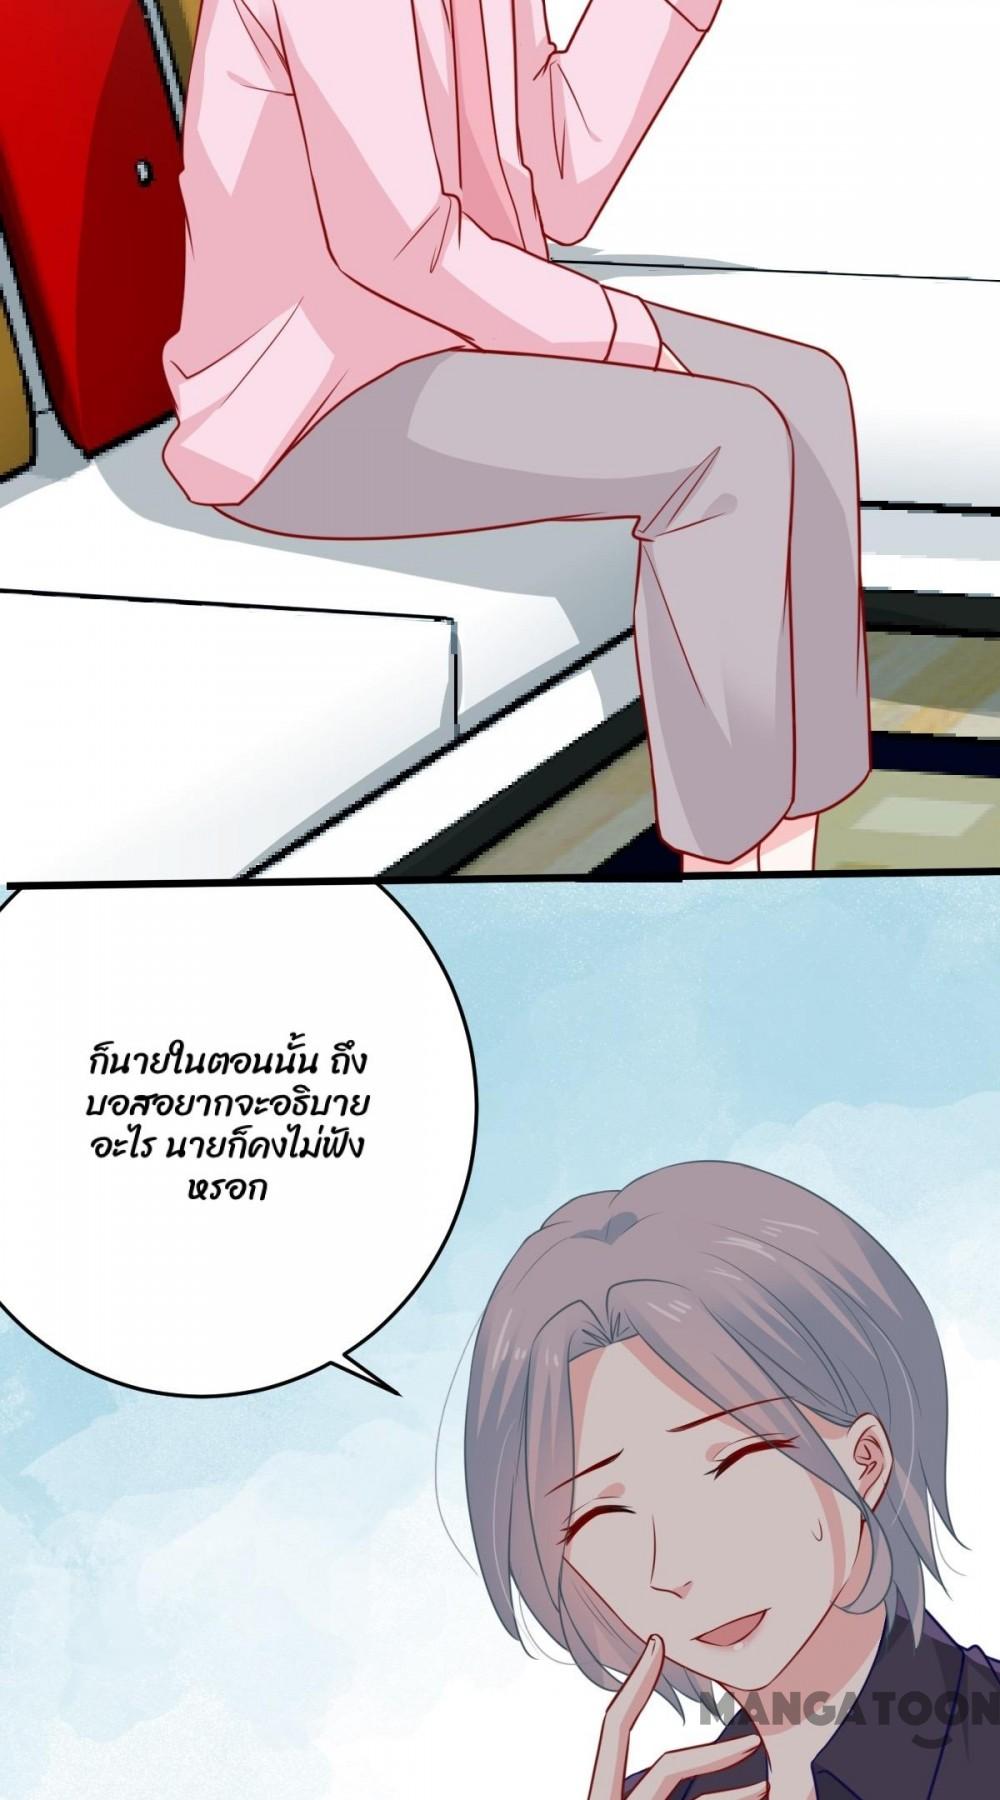 ก็นายในตอนนั้น ถึง
บอสอยากจะอธิบาย
อะไร นายก็คงไม่ฟัง
หรอก
MANGATOON